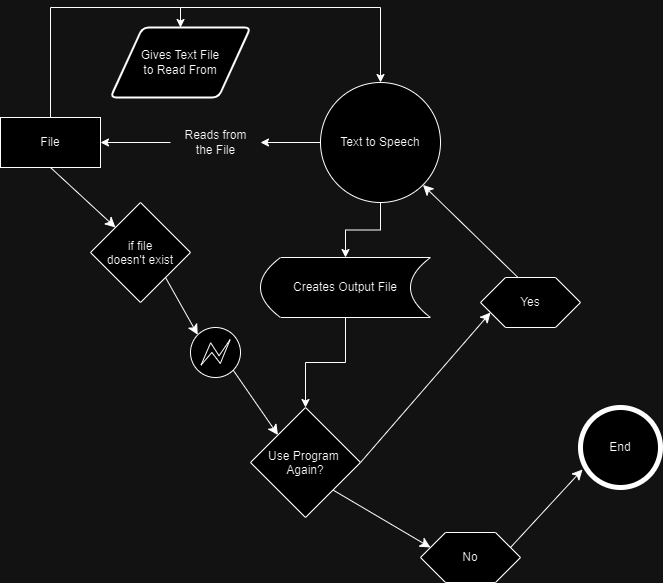 Gives Text File
to Read From
File
Reads from
the File
Text to Speech
if file
doesn't exist
Creates Output File
Yes
Use Program
Again?
End
No